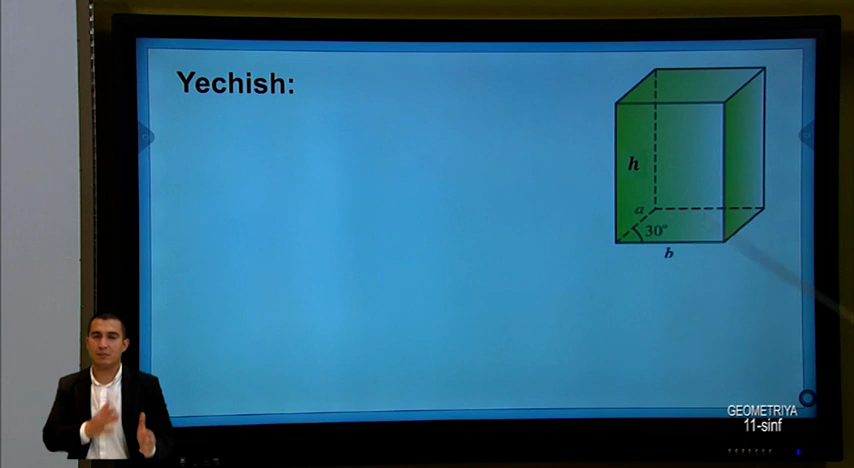 Yechish:
h
a
30°
b
GEOMETRIYA
11-sinf